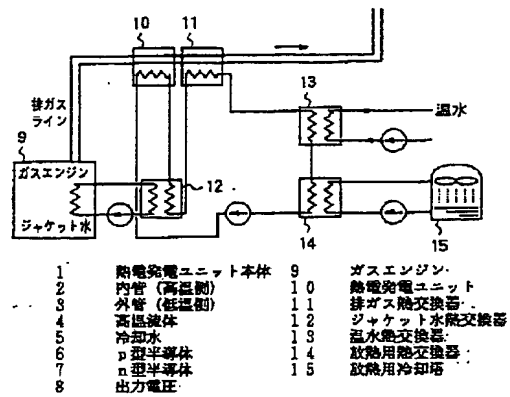 10
11
13
排ガス
ライン
温水
9
ガスエンジン
12
ジャケット水
14
15
1 熱電発電ユニット本体
2 内管（高温側）
3 外管（低温側）
4 高温流体
5 冷却水
6 p型半導体
7 n型半導体
8 出力電圧
9 ガスエンジン
10 熱電発電ユニット
11 排ガス熱交換器
12 ジャケット水熱交換器
13 温水熱交換器
14 放熱用熱交換器
15 放熱用冷却塔